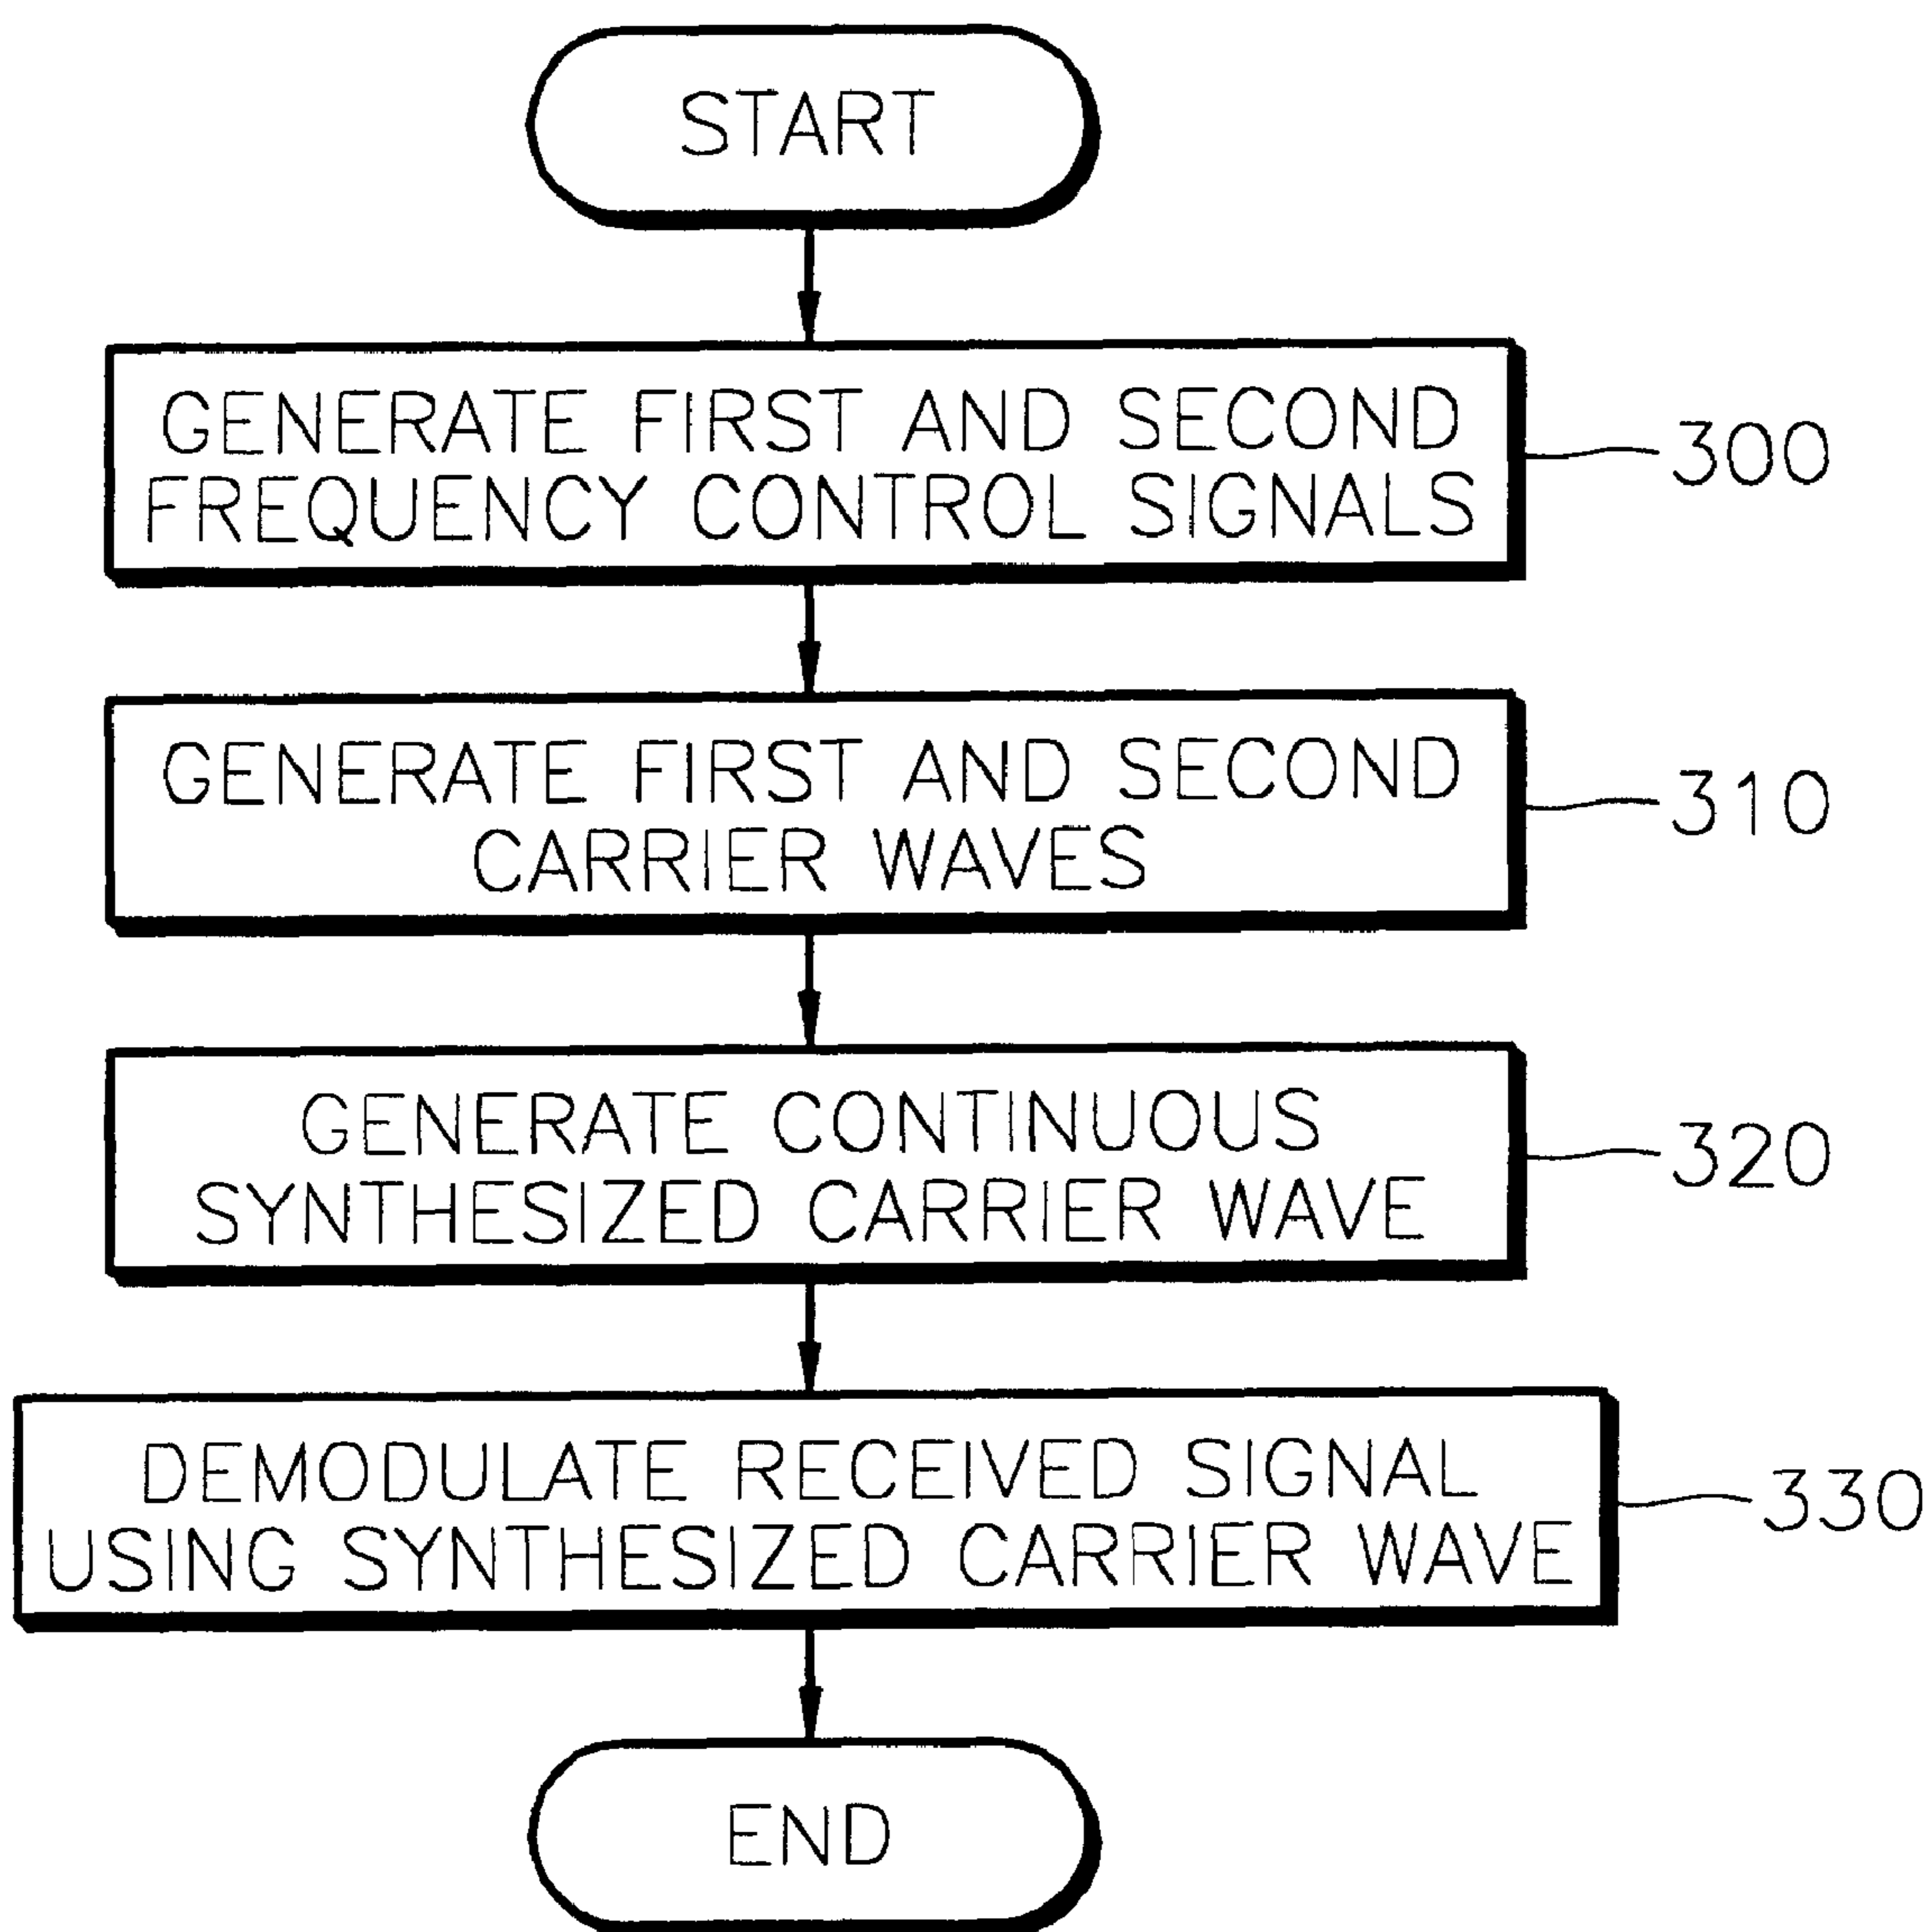 START
GENERATE FIRST AND SECOND
FREQUENCY CONTROL SIGNALS
300
GENERATE FIRST AND SECOND
CARRIER WAVES
310
GENERATE CONTINUOUS
SYNTHESIZED CARRIER WAVE
320
DEMODULATE RECEIVED SIGNAL
USING SYNTHESIZED CARRIER WAVE
330
END